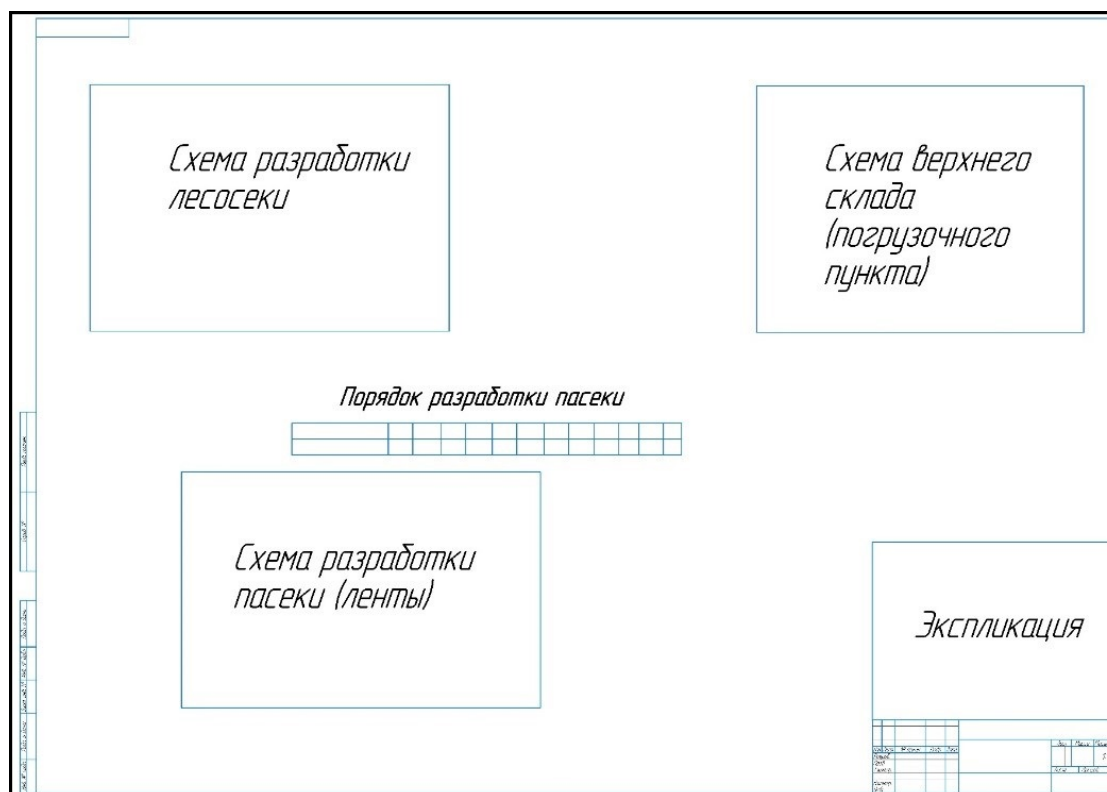 Схема разработки
лесосеки
Схема верхнего
склада
(погрузочного
пункта)
Порядок разработки пасеки
Схема разработки
пасеки (ленты)
Экспликация